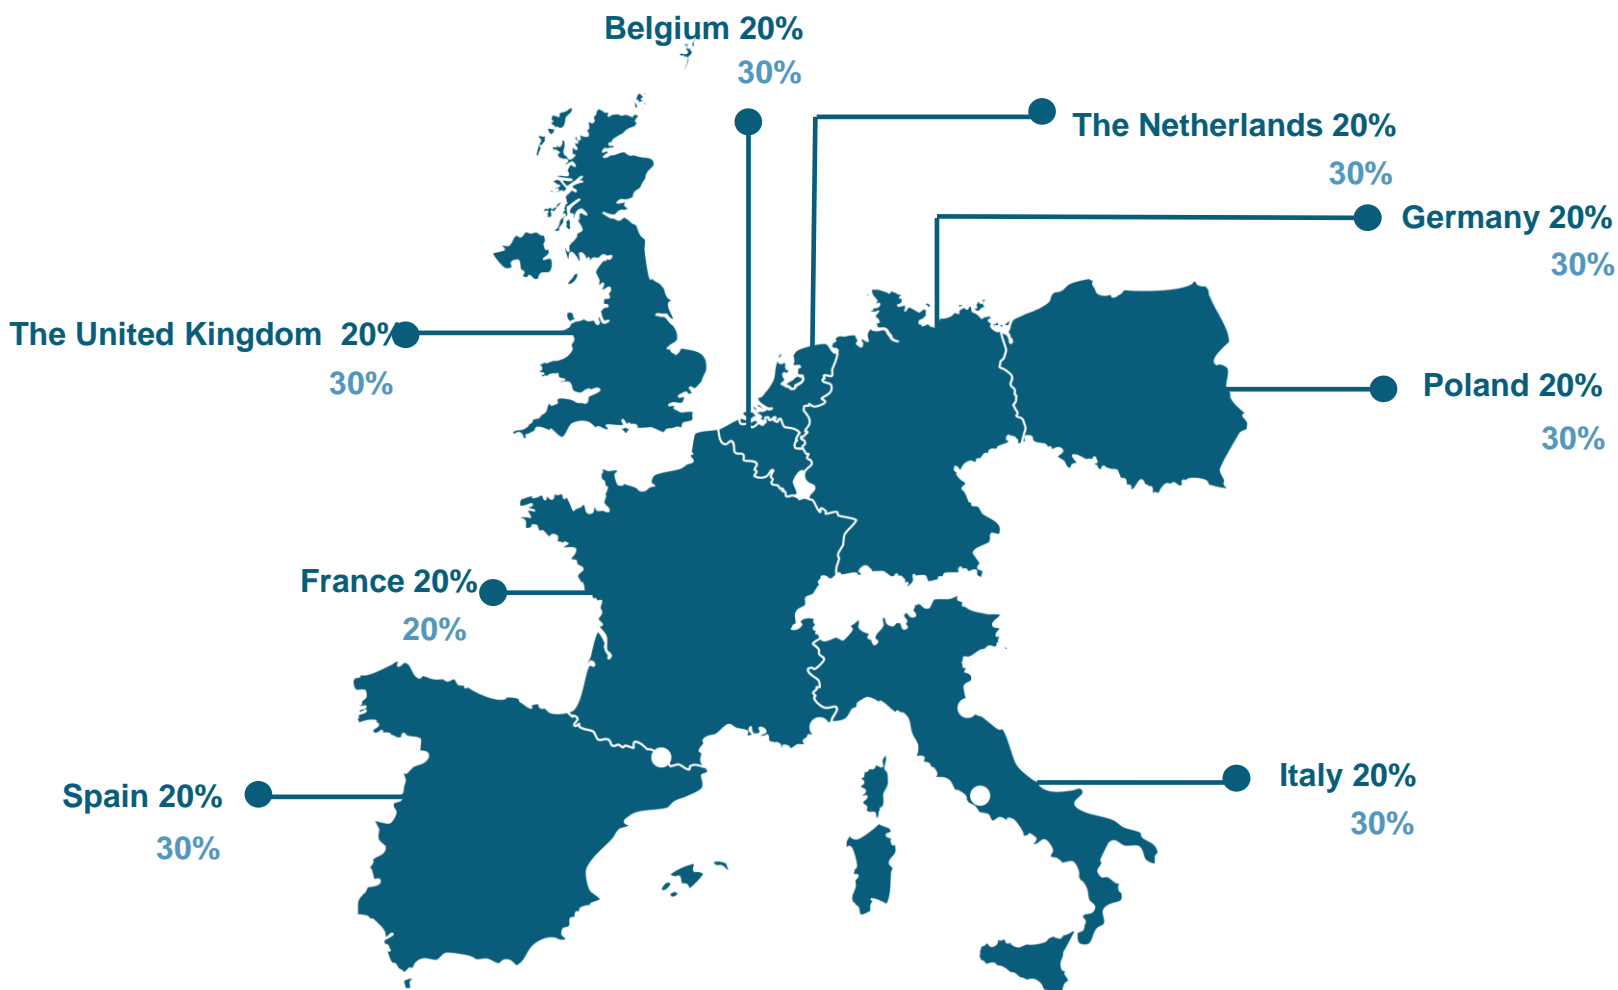 Belgium 20%
30%
The Netherlands 20%
30%
Germany 20%
30%
The United Kingdom 20%
30%
Poland 20%
30%
France 20%
20%
Spain 20%
30%
Italy 20%
30%